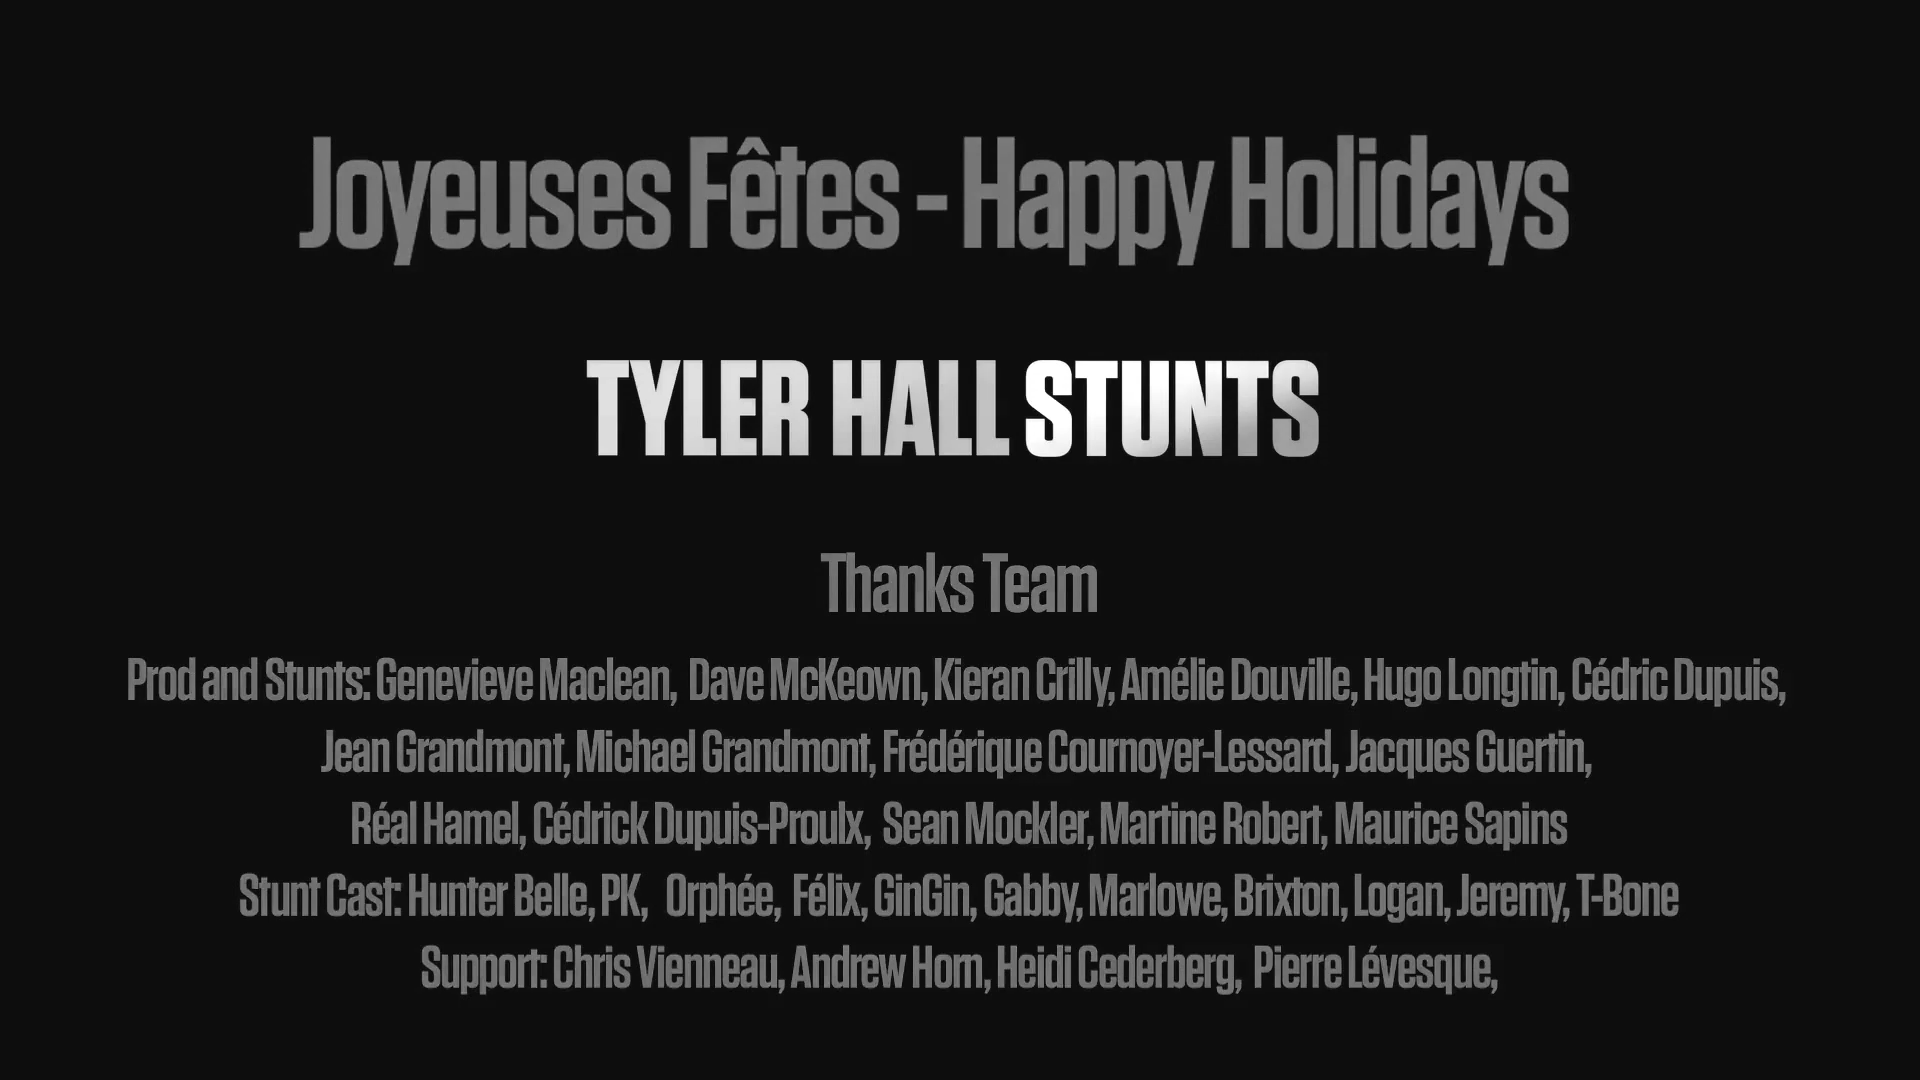 Joyeuses Fêtes - Happy Holidays
TYLER HALL STUNTS
Thanks Team
Prod and Stunts: Genevieve Maclean, Dave McKeown, Kieran Crilly, Amélie Douville, Hugo Longtin, Cédric Dupuis,
Jean Grandmont, Michael Grandmont, Frédérique Cournoyer-Lessard, Jacques Guertin,
Réal Hamel, Cédrick Dupuis-Proulx, Sean Mockler, Martine Robert, Maurice Sapins
Stunt Cast: Hunter Belle, PK, Orphée, Félix, GinGin, Gabby, Marlowe, Brixton, Logan, Jeremy, T-Bone
Support: Chris Vienneau, Andrew Horn, Heidi Cederberg, Pierre Lévesque,